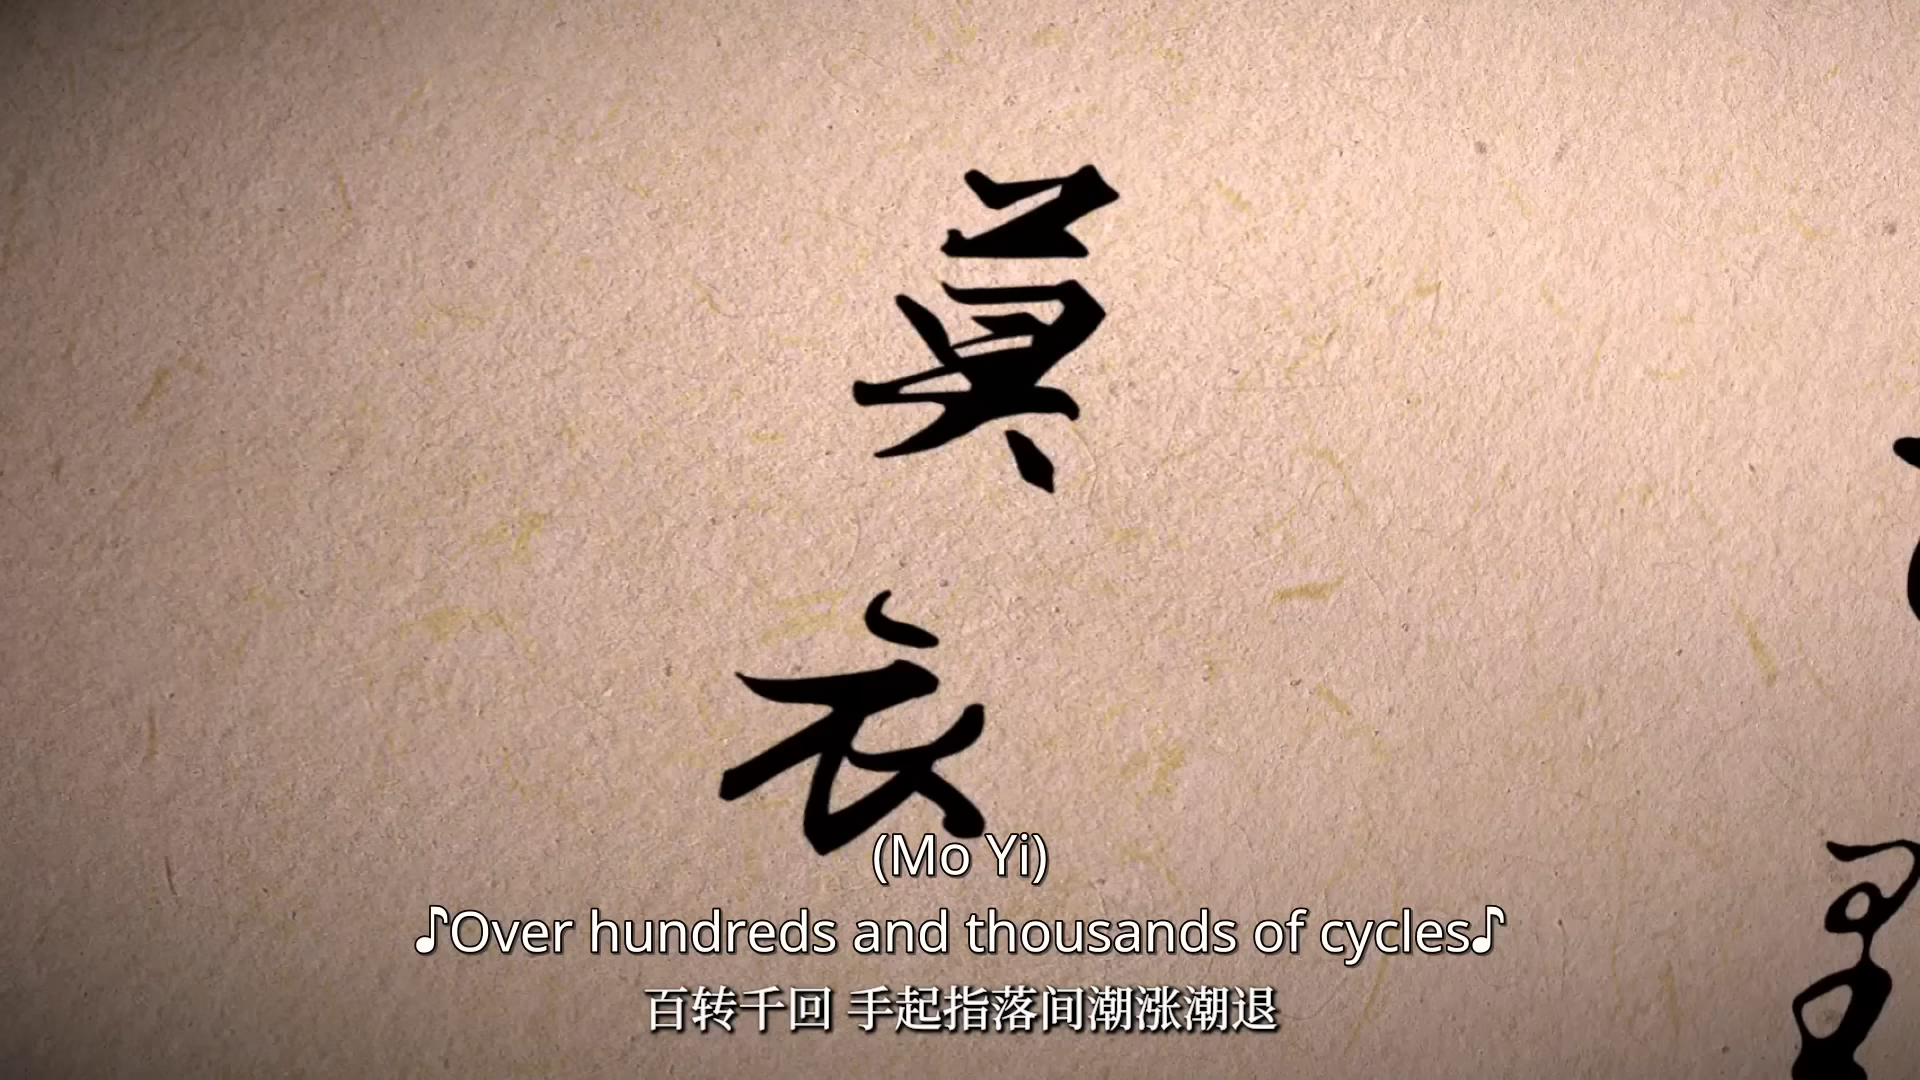 莫
衣
(Mo Yi)
♪Over hundreds and thousands of cycles♪
百转千回 手起指落间潮涨潮退